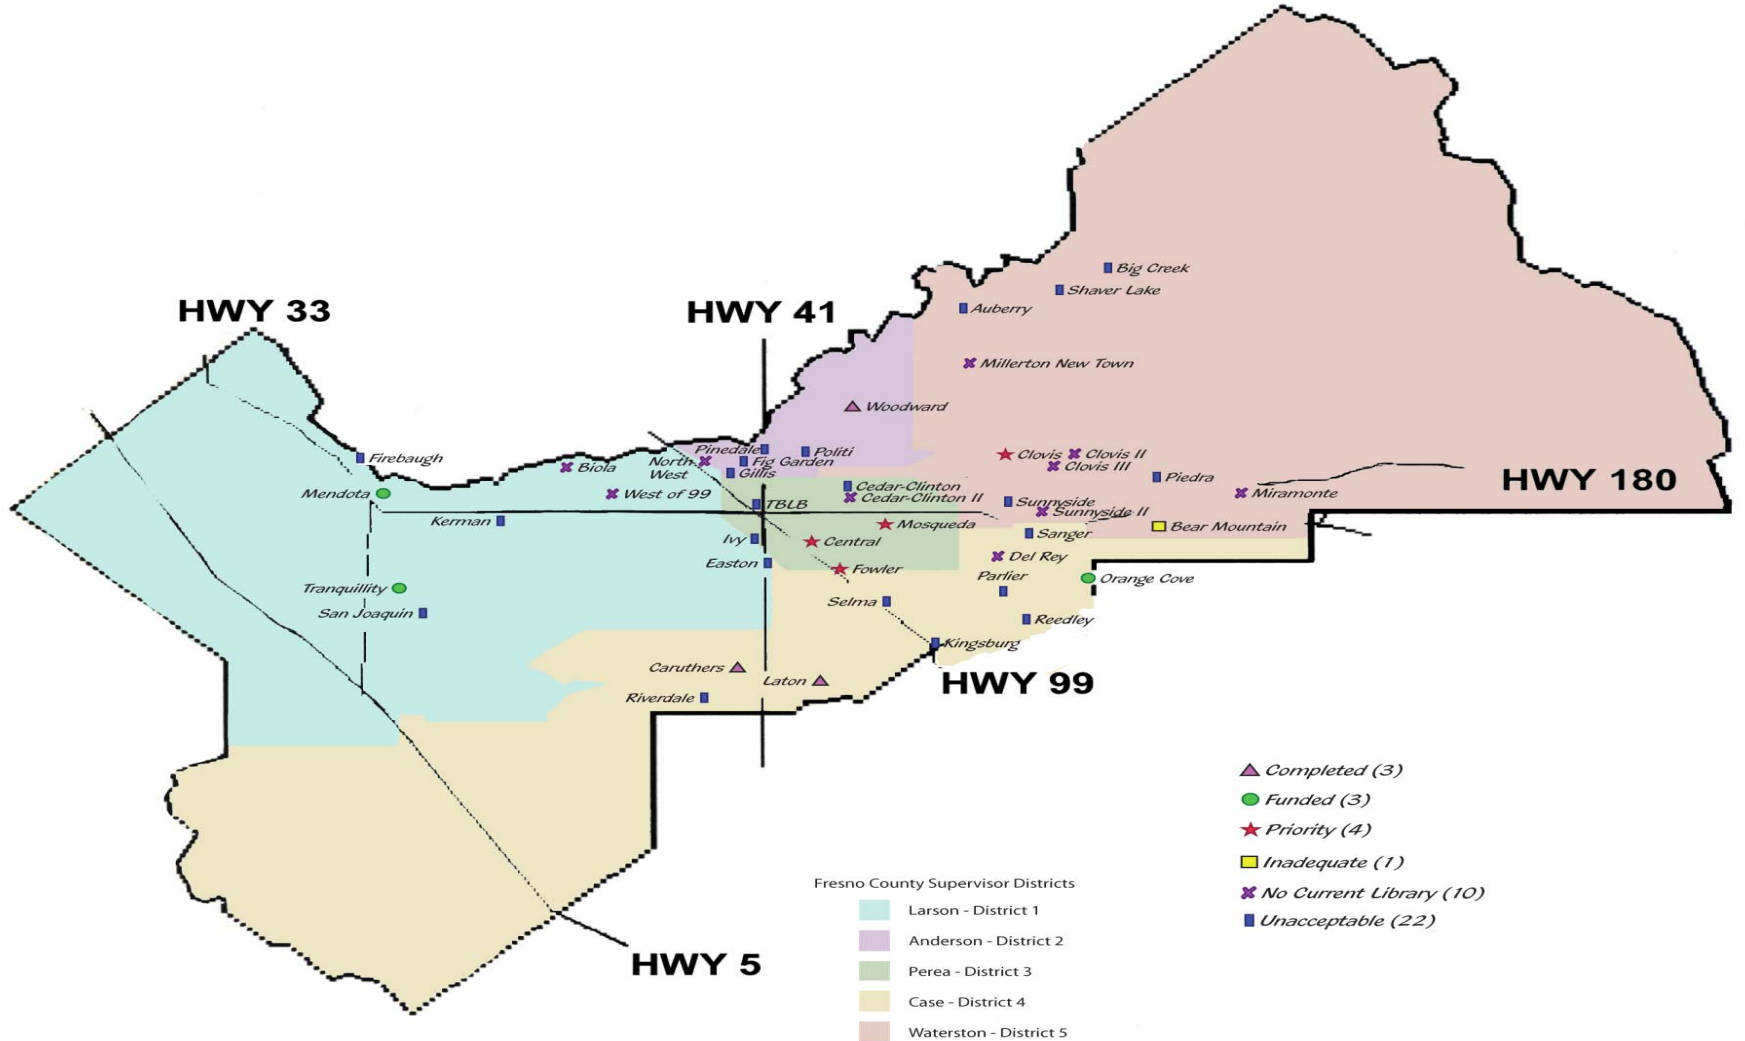 HWY 33
HWY 41
Big Creek
Shaver Lake
Auberry
Millerton New Town
Woodward
Firebaugh
Biola
Pinedale
Politi
North
West
Fig Garden
Gillis
Clovis
Clovis II
Clovis III
Piedra
Mendota
West of 99
Cedar-Clinton
Cedar-Clinton II
Miramonte
HWY 180
Kerman
TBLB
Sunnyside
Sunnyside II
Mosqueda
Bear Mountain
Ivy
Central
Sanger
Easton
Fowler
Del Rey
Parlier
Orange Cove
Tranquillity
San Joaquin
Selma
Reedley
Kingsburg
Caruthers
Laton
Riverdale
HWY 99
HWY 5
Completed (3)
Funded (3)
Priority (4)
Inadequate (1)
No Current Library (10)
Unacceptable (22)
Fresno County Supervisor Districts
Larson - District 1
Anderson - District 2
Perea - District 3
Case - District 4
Waterston - District 5